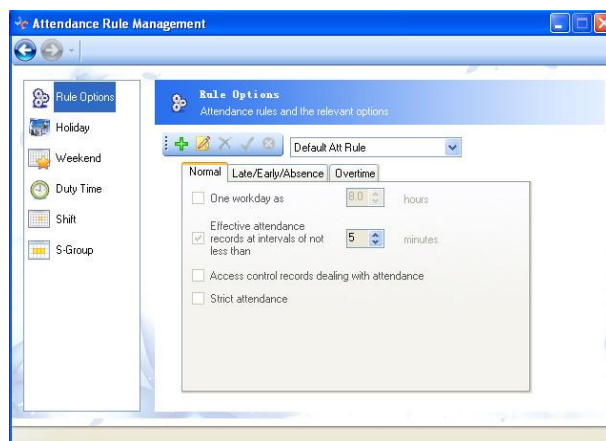 Attendance Rule Management
Rule Options
Holiday
Weekend
Duty Time
Shift
S-Group
Rule Options
Attendance rules and the relevant options
Default Att Rule
Normal Late/Early/Absence Overtime
One workday as 8.0 hours
Effective attendance
records at intervals of not 5 minutes
less than
Access control records dealing with attendance
Strict attendance